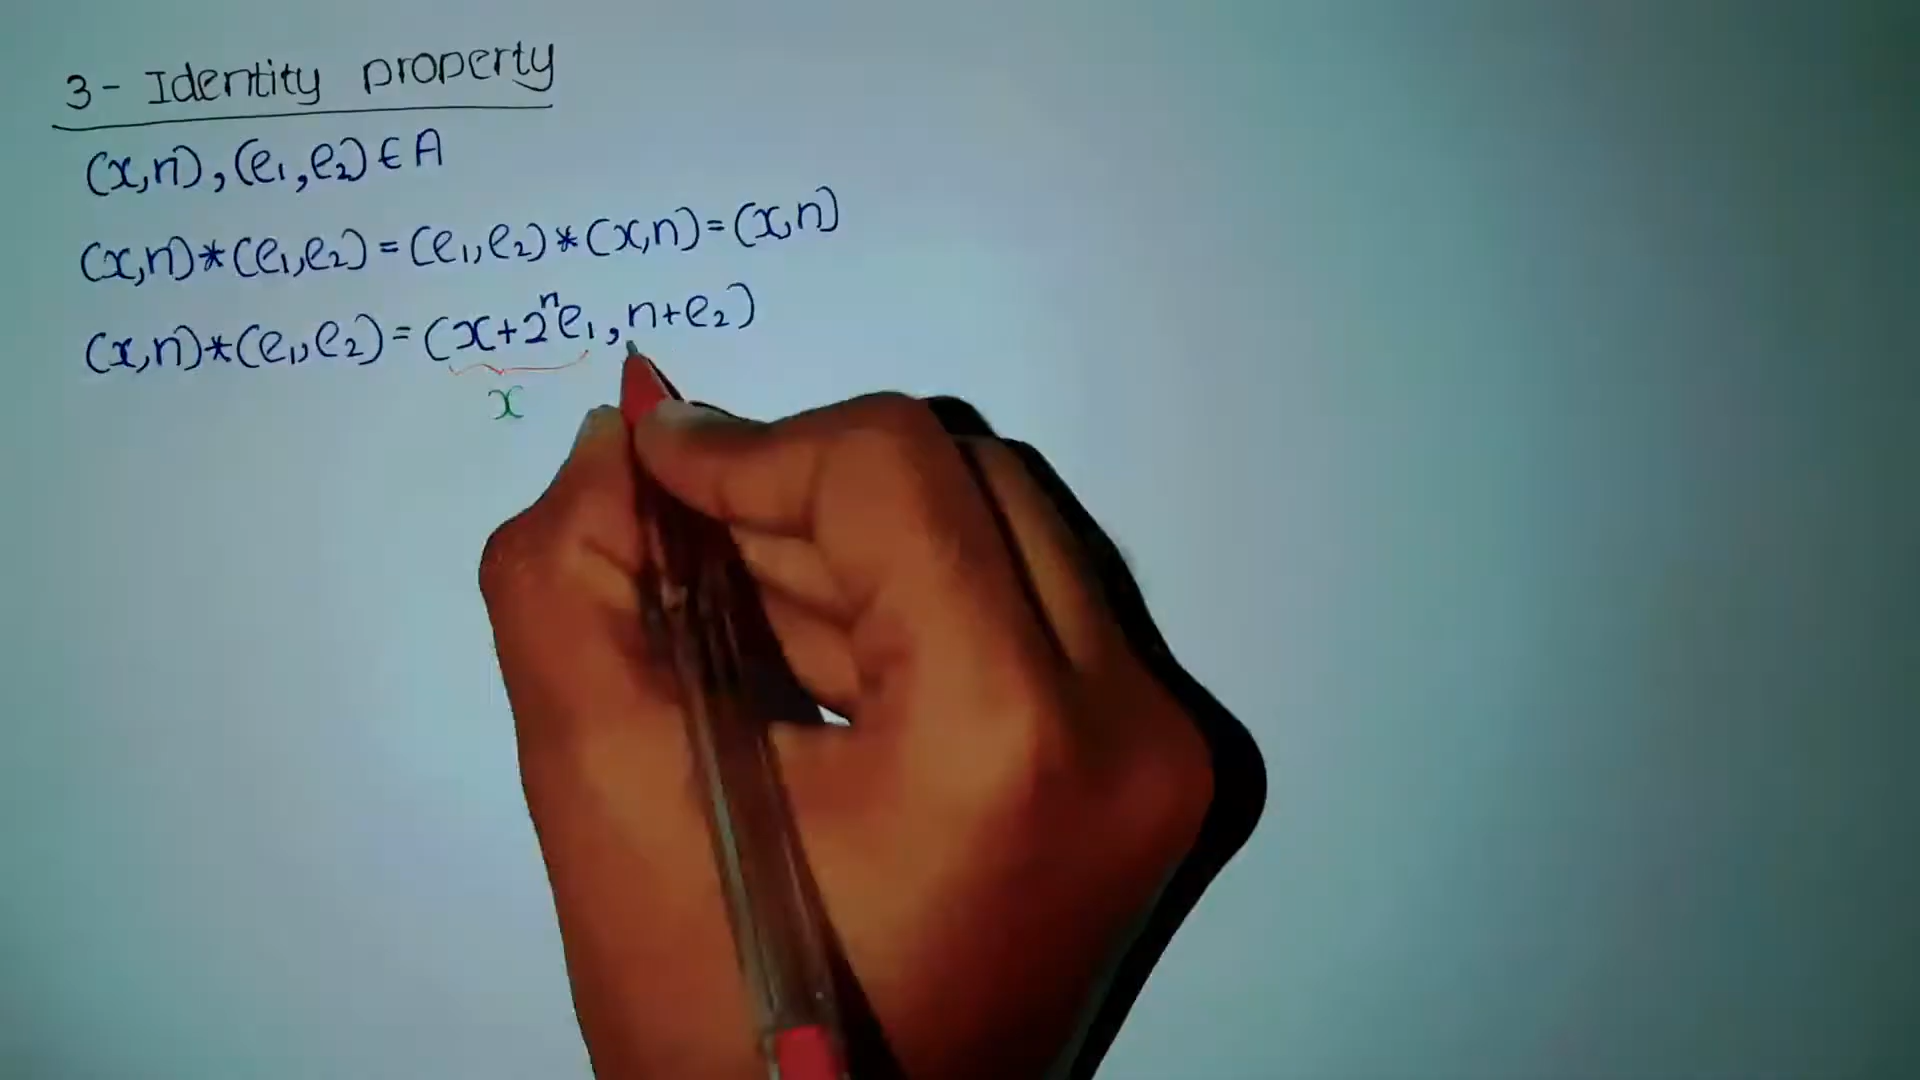 3- Identity property
(x,n),(e₁,e₂)∈A
(x,n)*(e₁,e₂)=(e₁,e₂)*(x,n)=(x,n)
(x,n)*(e₁,e₂)=(x+2ⁿe₁,n+e₂)
x